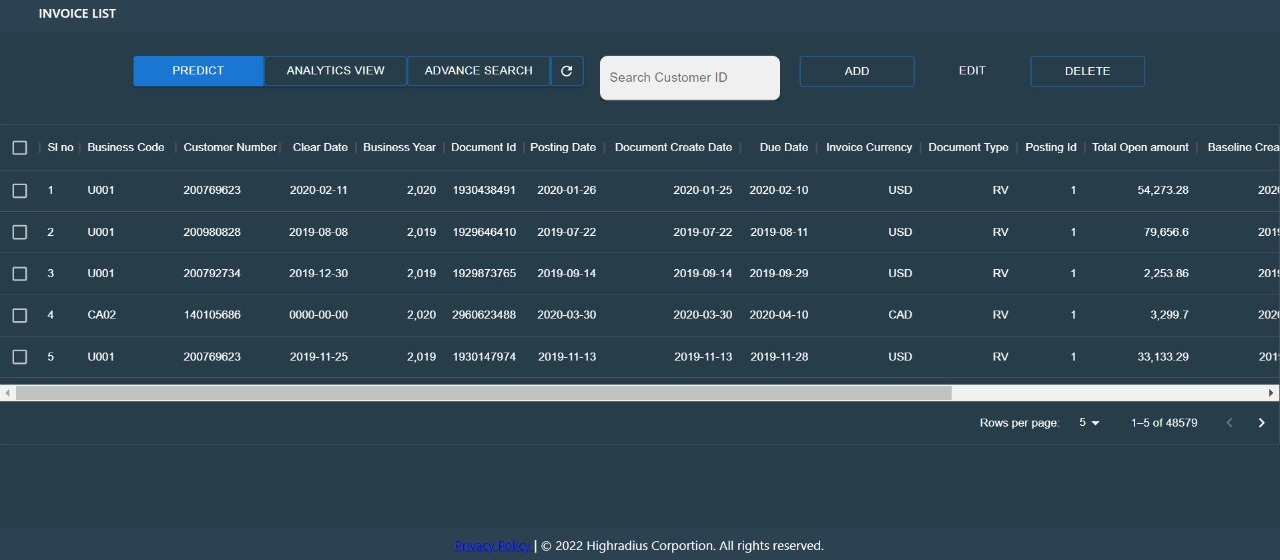 INVOICE LIST
PREDICT ANALYTICS VIEW ADVANCE SEARCH Search Customer ID ADD EDIT DELETE
Sl no Business Code Customer Number Clear Date Business Year Document Id Posting Date Document Create Date Due Date Invoice Currency Document Type Posting Id Total Open amount Baseline Crea
1 U001 200769623 2020-02-11 2,020 1930438491 2020-01-26 2020-01-25 2020-02-10 USD RV 1 54,273.28 202
2 U001 200980828 2019-08-08 2,019 1929646410 2019-07-22 2019-07-22 2019-08-11 USD RV 1 79,656.6 201
3 U001 200792734 2019-12-30 2,019 1929873765 2019-09-14 2019-09-14 2019-09-29 USD RV 1 2,253.86 201
4 CA02 140105686 0000-00-00 2,020 2960623488 2020-03-30 2020-03-30 2020-04-10 CAD RV 1 3,299.7 202
5 U001 200769623 2019-11-25 2,019 1930147974 2019-11-13 2019-11-13 2019-11-28 USD RV 1 33,133.29 201
Rows per page: 5 1–5 of 48579
Privacy Policy | © 2022 Highradius Corportion. All rights reserved.